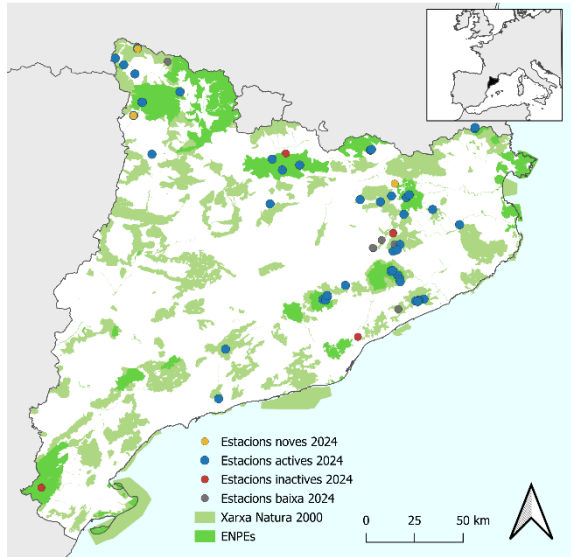 Estacions noves 2024
Estacions actives 2024
Estacions inactives 2024
Estacions baixa 2024
Xarxa Natura 2000
ENPEs
0 25 50 km